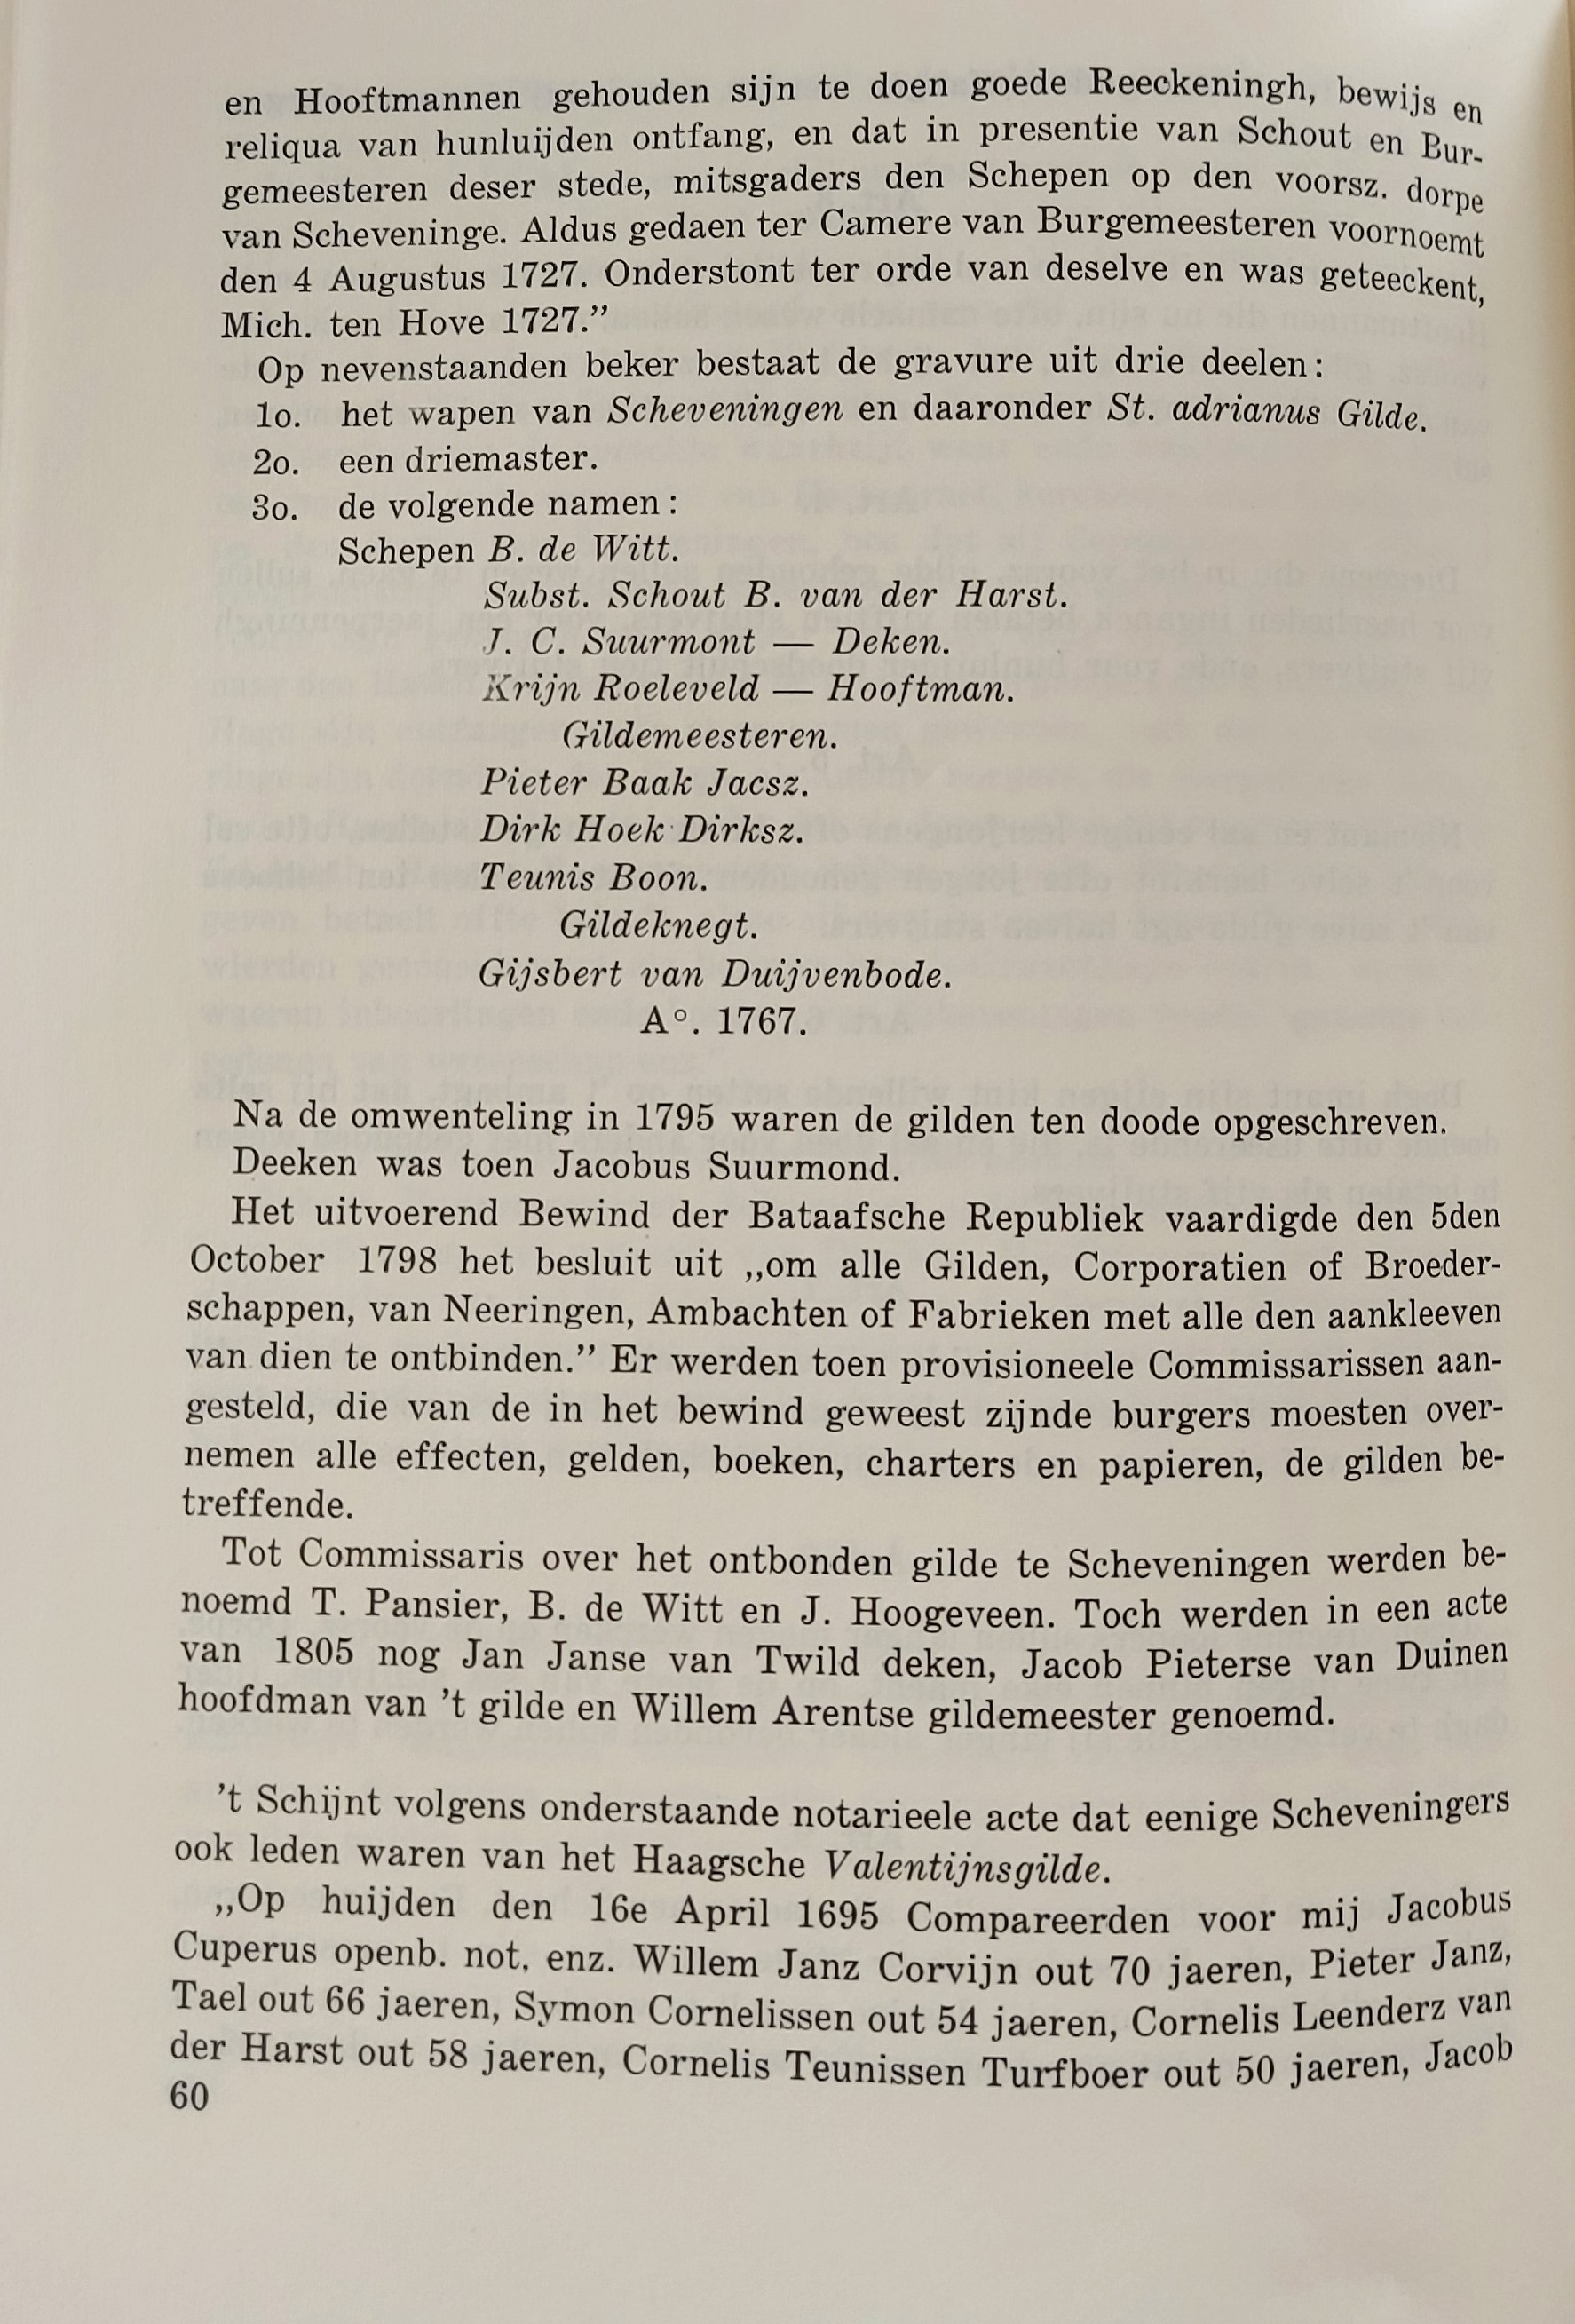 en Hooftmannen gehouden sijn te doen goede Reeckeningh, bewijs en
reliqua van hunluijden ontfang, en dat in presentie van Schout en Bur-
gemeesteren deser stede, mitsgaders den Schepen op den voorsz. dorpe
van Scheveninge. Aldus gedaen ter Camere van Burgemeesteren voornoemt
den 4 Augustus 1727. Onderstont ter orde van deselve en was geteeckent,
Mich. ten Hove 1727.”
Op nevenstaanden beker bestaat de gravure uit drie deelen:
1o. het wapen van Scheveningen en daaronder St. adrianus Gilde.
2o. een driemaster.
3o. de volgende namen:
Schepen B. de Witt.
Subst. Schout B. van der Harst.
J. C. Suurmont — Deken.
Krijn Roeleveld — Hooftman.
Gildemeesteren.
Pieter Baak Jacsz.
Dirk Hoek Dirksz.
Teunis Boon.
Gildeknegt.
Gijsbert van Duijvenbode.
A°. 1767.
Na de omwenteling in 1795 waren de gilden ten doode opgeschreven.
Deeken was toen Jacobus Suurmond.
Het uitvoerend Bewind der Bataafsche Republiek vaardigde den 5den
October 1798 het besluit uit „om alle Gilden, Corporatien of Broeder-
schappen, van Neeringen, Ambachten of Fabrieken met alle den aankleeven
van dien te ontbinden.” Er werden toen provisioneele Commissarissen aan-
gesteld, die van de in het bewind geweest zijnde burgers moesten over-
nemen alle effecten, gelden, boeken, charters en papieren, de gilden be-
treffende.
Tot Commissaris over het ontbonden gilde te Scheveningen werden be-
noemd T. Pansier, B. de Witt en J. Hoogeveen. Toch werden in een acte
van 1805 nog Jan Janse van Twild deken, Jacob Pieterse van Duinen
hoofdman van ’t gilde en Willem Arentse gildemeester genoemd.
’t Schijnt volgens onderstaande notarieele acte dat eenige Scheveningers
ook leden waren van het Haagsche Valentijnsgilde.
„Op huijden den 16e April 1695 Compareerden voor mij Jacobus
Cuperus openb. not. enz. Willem Janz Corvijn out 70 jaeren, Pieter Janz,
Tael out 66 jaeren, Symon Cornelissen out 54 jaeren, Cornelis Leenderz van
der Harst out 58 jaeren, Cornelis Teunissen Turfboer out 50 jaeren, Jacob
60